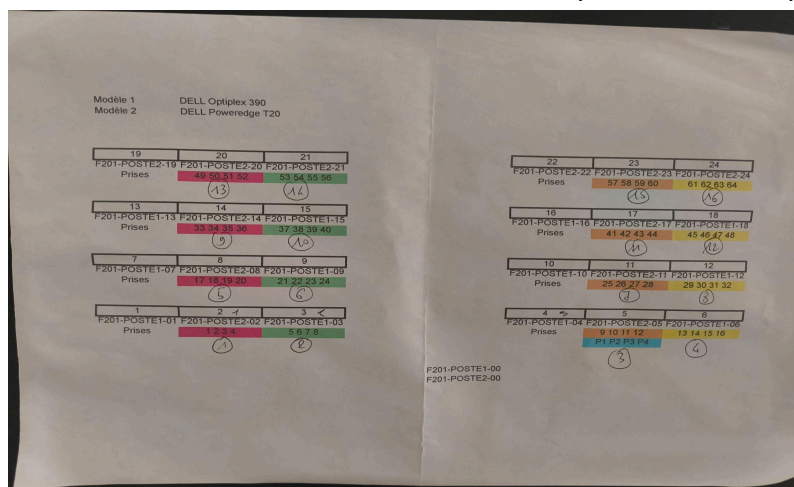 Modèle 1 DELL Optiplex 390
Modèle 2 DELL Poweredge T20
19 20 21
F201-POSTE2-19 F201-POSTE2-20 F201-POSTE2-21
Prises 49 50 51 52 53 54 55 56
13 14
13 14 15
F201-POSTE1-13 F201-POSTE2-14 F201-POSTE1-15
Prises 33 34 35 36 37 38 39 40
9 10
7 8 9
F201-POSTE1-07 F201-POSTE2-08 F201-POSTE1-09
Prises 17 18 19 20 21 22 23 24
5 6
1 2 3
F201-POSTE1-01 F201-POSTE2-02 F201-POSTE1-03
Prises 1 2 3 4 5 6 7 8
1 2
22 23 24
F201-POSTE2-22 F201-POSTE2-23 F201-POSTE2-24
Prises 57 58 59 60 61 62 63 64
15 16
16 17 18
F201-POSTE1-16 F201-POSTE2-17 F201-POSTE1-18
Prises 41 42 43 44 45 46 47 48
11 12
10 11 12
F201-POSTE1-10 F201-POSTE2-11 F201-POSTE1-12
Prises 25 26 27 28 29 30 31 32
7 8
4 5 6
F201-POSTE1-04 F201-POSTE2-05 F201-POSTE1-06
Prises 9 10 11 12 13 14 15 16
P1 P2 P3 P4
3 4
F201-POSTE1-00
F201-POSTE2-00